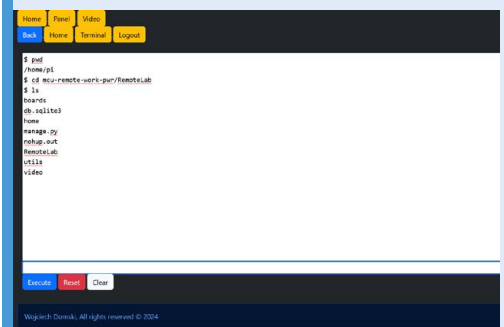 Home Panel Video
Back Home Terminal Logout
$ pwd
/home/pi
$ cd mcu-remote-work-pwr/RemoteLab
$ ls
boards
db.sqlite3
home
manage.py
nohup.out
RemoteLab
utils
video
Execute Reset Clear
Wojciech Domski, All rights reserved © 2024